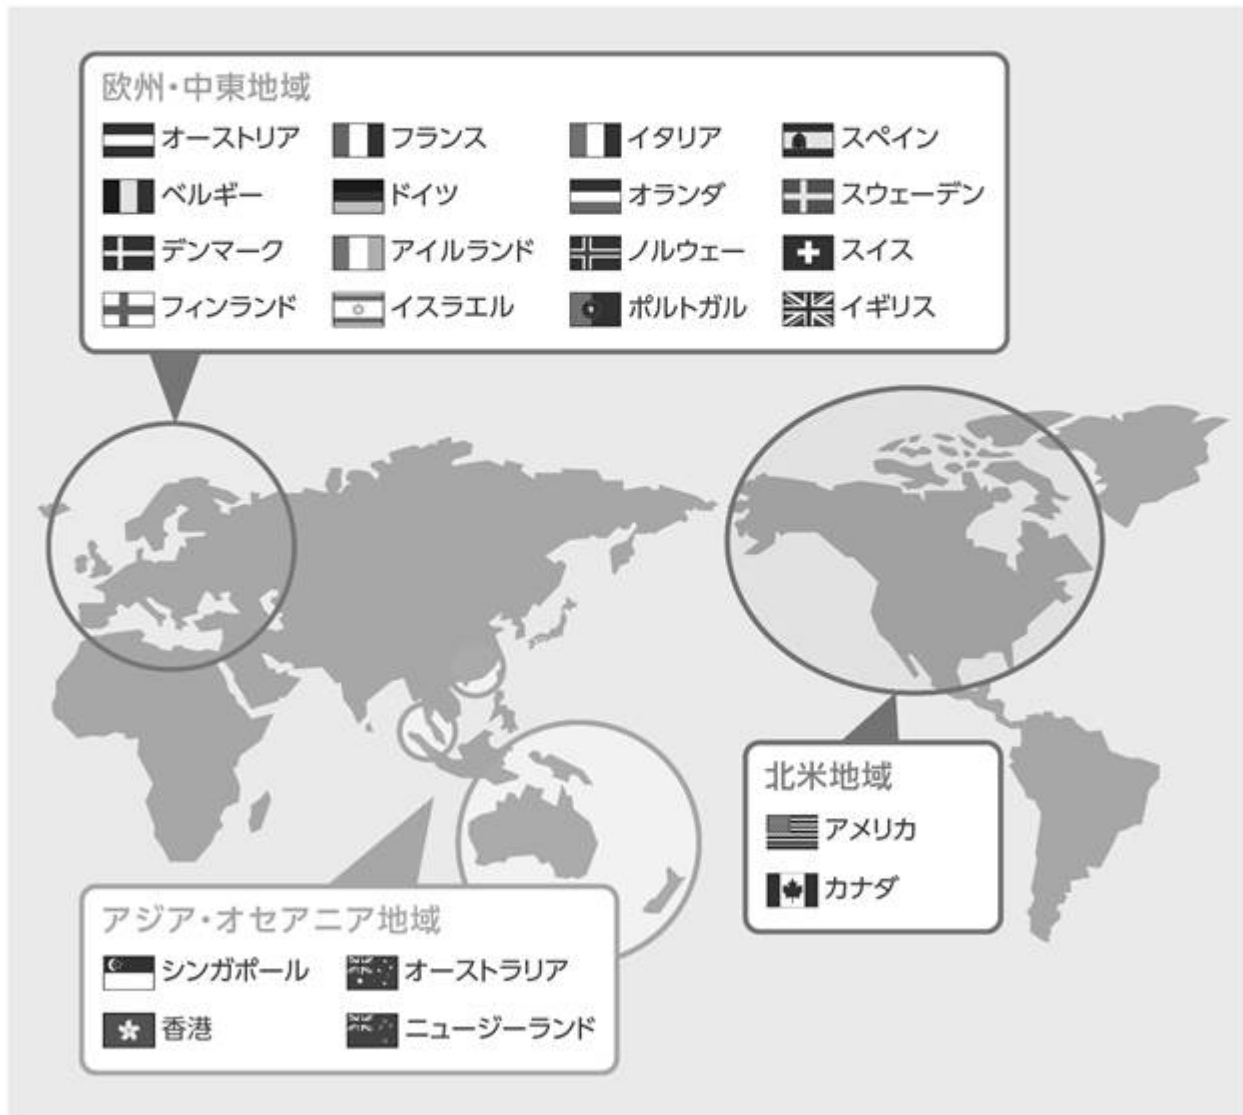 欧州・中東地域
オーストリア フランス イタリア スペイン
ベルギー ドイツ オランダ スウェーデン
デンマーク アイルランド ノルウェー スイス
フィンランド イスラエル ポルトガル イギリス
北米地域
アメリカ
カナダ
アジア・オセアニア地域
シンガポール オーストラリア
香港 ニュージーランド